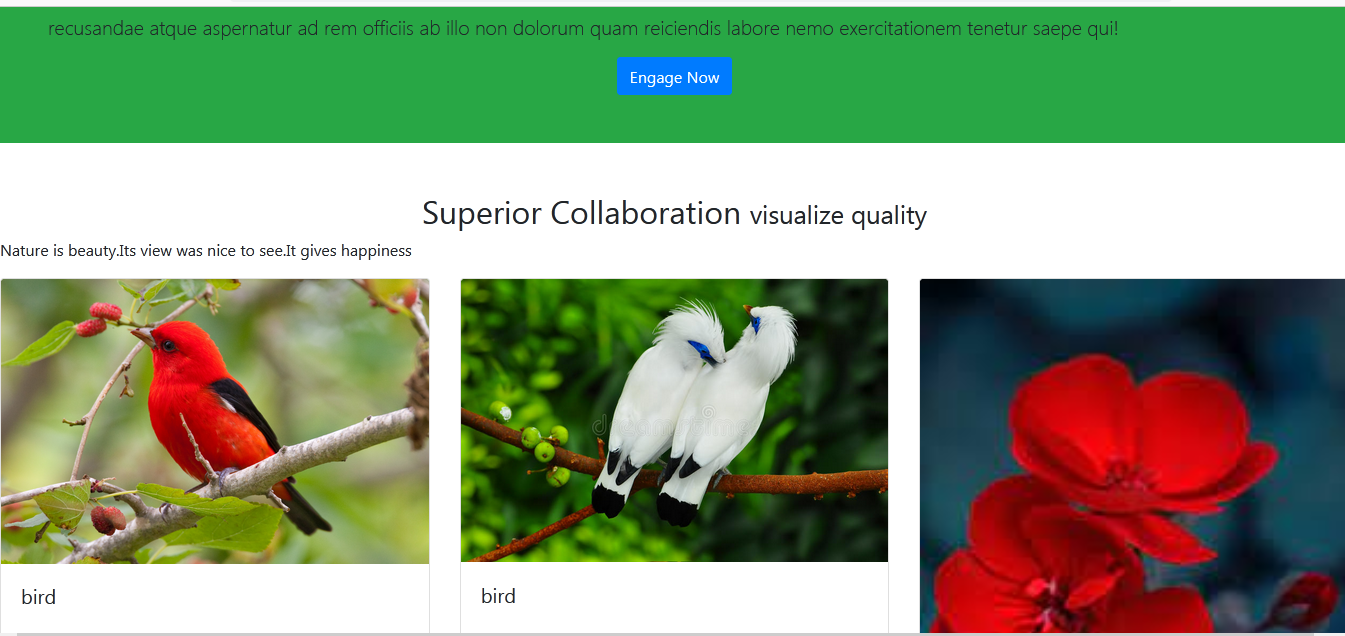 recusandae atque aspernatur ad rem officiis ab illo non dolorum quam reiciendis labore nemo exercitationem tenetur saepe qui!
Engage Now
Superior Collaboration visualize quality
Nature is beauty.Its view was nice to see.It gives happiness
bird
bird